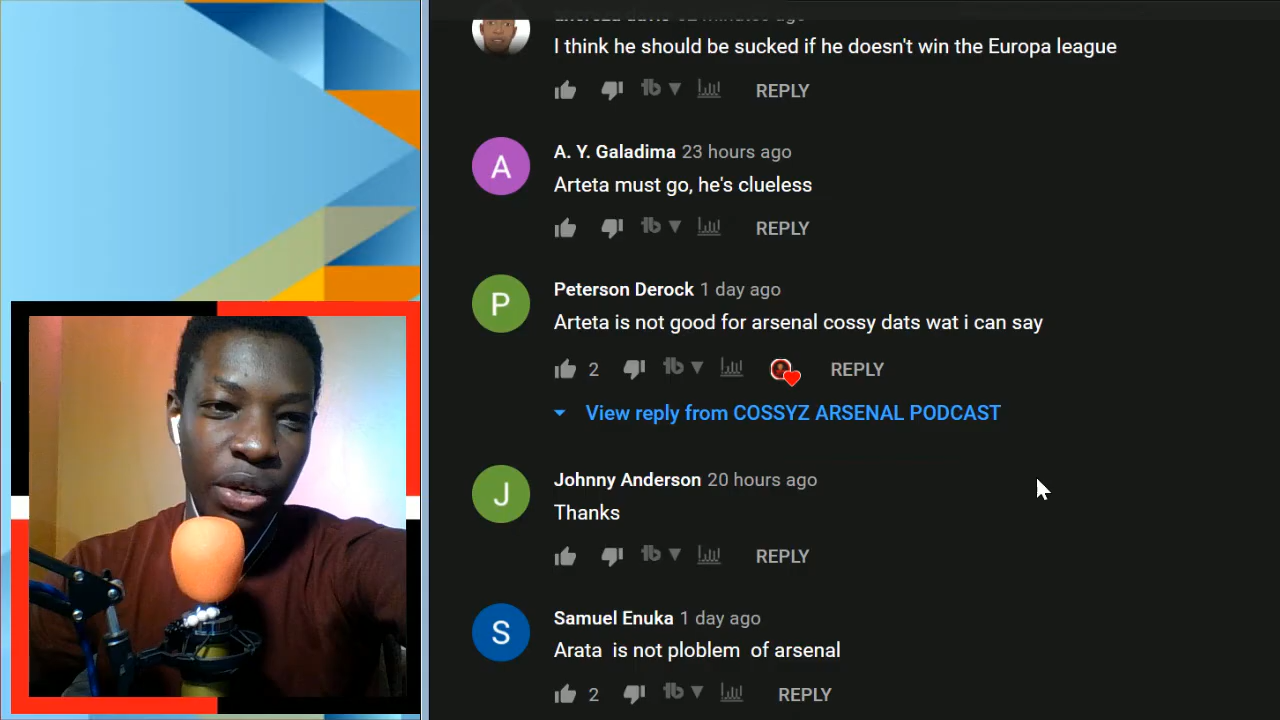 I think he should be sucked if he doesn't win the Europa league
REPLY
A
A. Y. Galadima 23 hours ago
Arteta must go, he's clueless
REPLY
P
Peterson Derock 1 day ago
Arteta is not good for arsenal cossy dats wat i can say
2 REPLY
View reply from COSSYZ ARSENAL PODCAST
J
Johnny Anderson 20 hours ago
Thanks
REPLY
S
Samuel Enuka 1 day ago
Arata is not ploblem of arsenal
2 REPLY